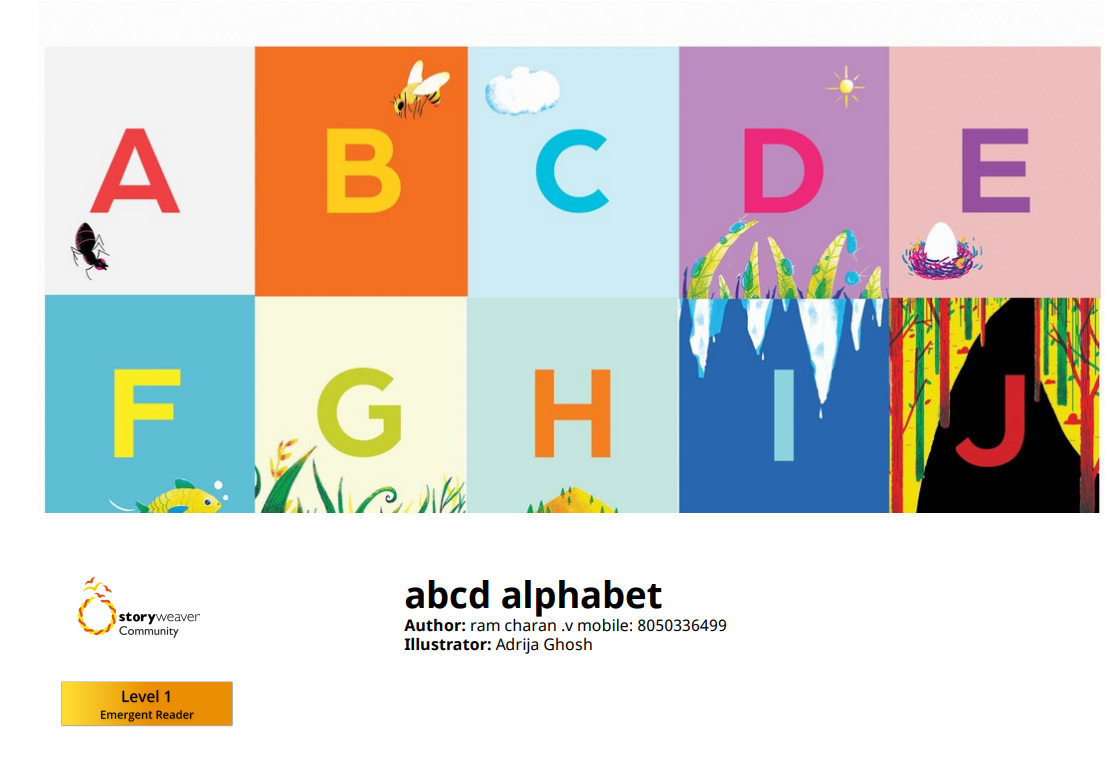 A B C D E
F G H I J
storyweaver
Community
abcd alphabet
Author: ram charan .v mobile: 8050336499
Illustrator: Adrija Ghosh
Level 1
Emergent Reader